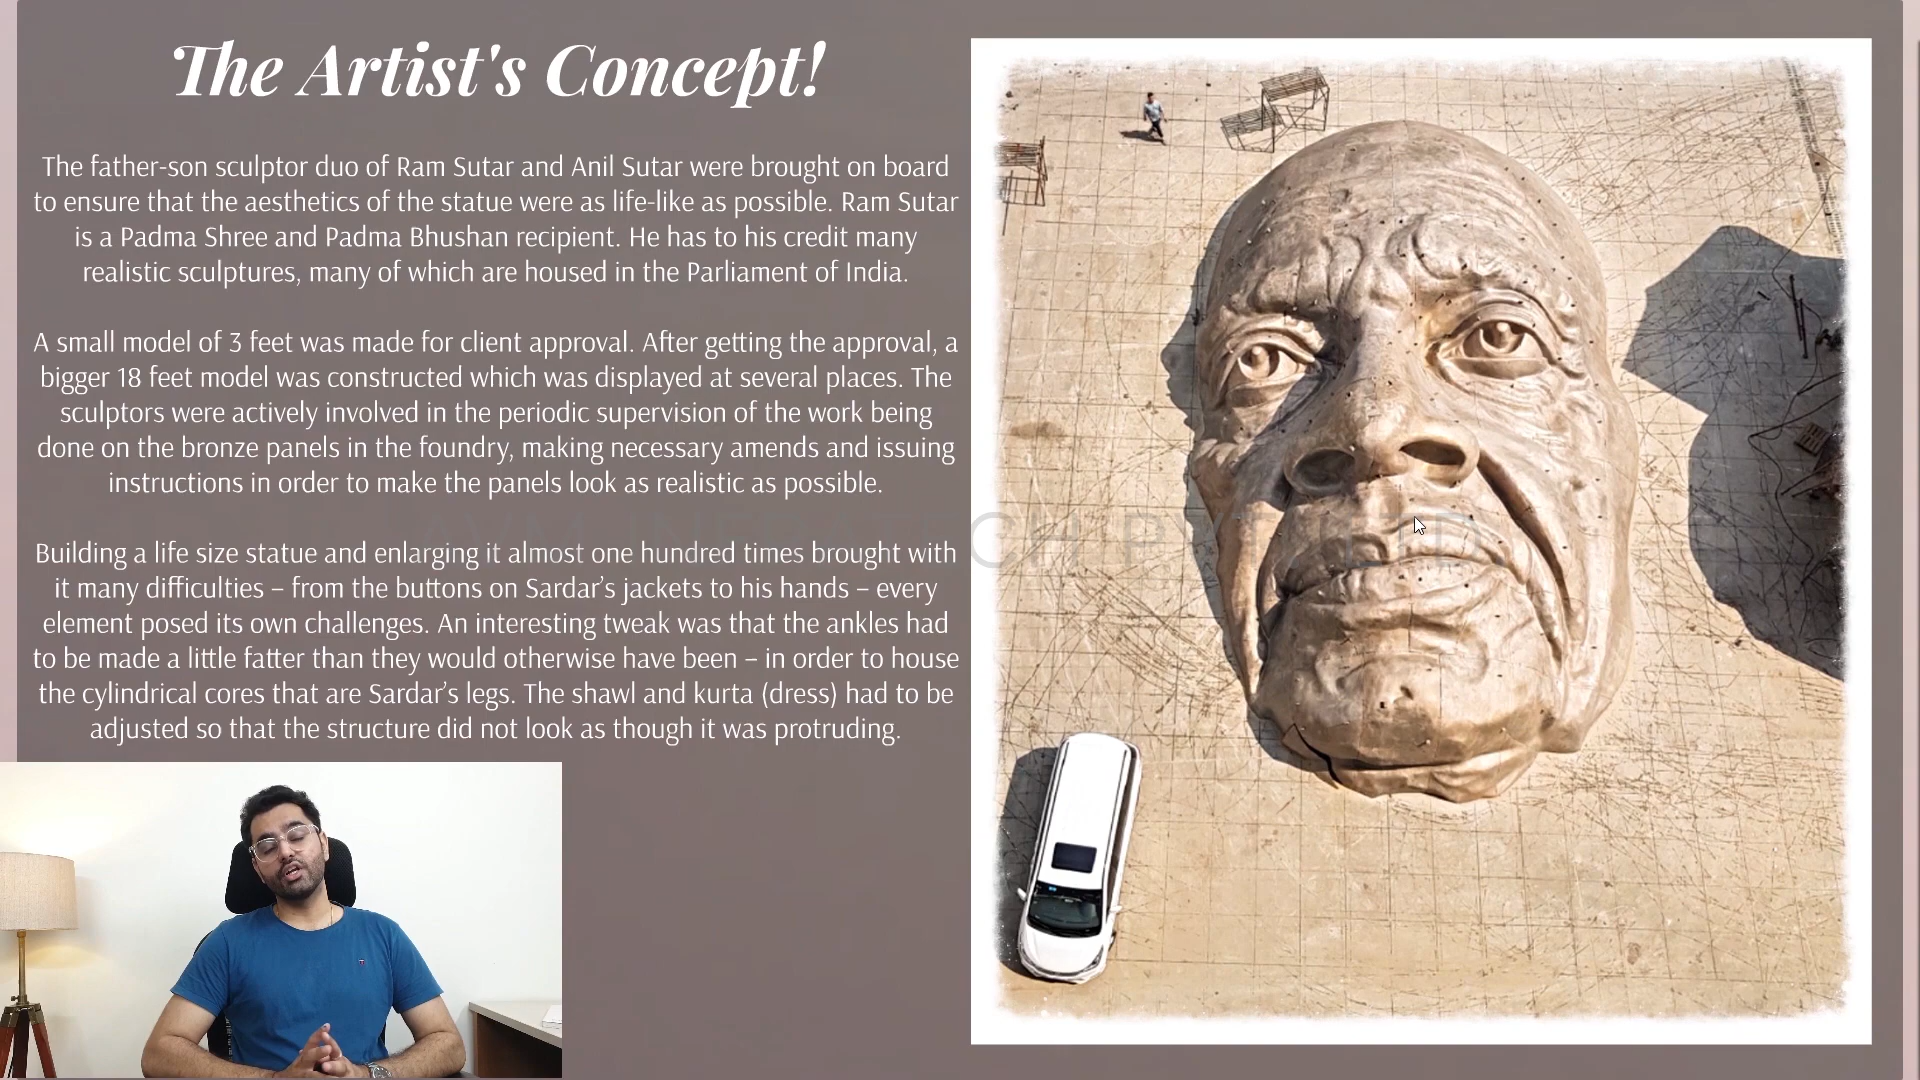 The Artist's Concept!
The father-son sculptor duo of Ram Sutar and Anil Sutar were brought on board
to ensure that the aesthetics of the statue were as life-like as possible. Ram Sutar
is a Padma Shree and Padma Bhushan recipient. He has to his credit many
realistic sculptures, many of which are housed in the Parliament of India.
A small model of 3 feet was made for client approval. After getting the approval, a
bigger 18 feet model was constructed which was displayed at several places. The
sculptors were actively involved in the periodic supervision of the work being
done on the bronze panels in the foundry, making necessary amends and issuing
instructions in order to make the panels look as realistic as possible.
Building a life size statue and enlarging it almost one hundred times brought with
it many difficulties – from the buttons on Sardar’s jackets to his hands – every
element posed its own challenges. An interesting tweak was that the ankles had
to be made a little fatter than they would otherwise have been – in order to house
the cylindrical cores that are Sardar’s legs. The shawl and kurta (dress) had to be
adjusted so that the structure did not look as though it was protruding.